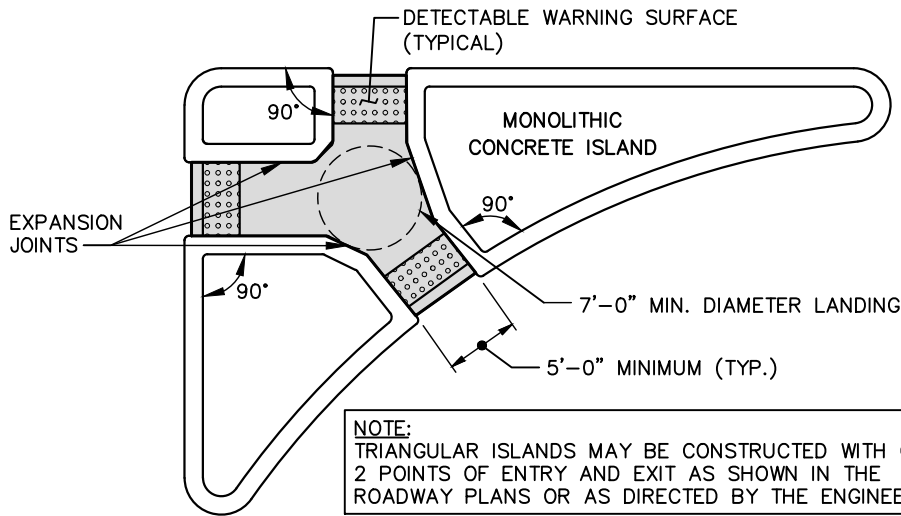 DETECTABLE WARNING SURFACE
(TYPICAL)
90°
MONOLITHIC
CONCRETE ISLAND
EXPANSION
JOINTS
90°
90°
7'-0" MIN. DIAMETER LANDING
5'-0" MINIMUM (TYP.)
NOTE:
TRIANGULAR ISLANDS MAY BE CONSTRUCTED WITH
2 POINTS OF ENTRY AND EXIT AS SHOWN IN THE
ROADWAY PLANS OR AS DIRECTED BY THE